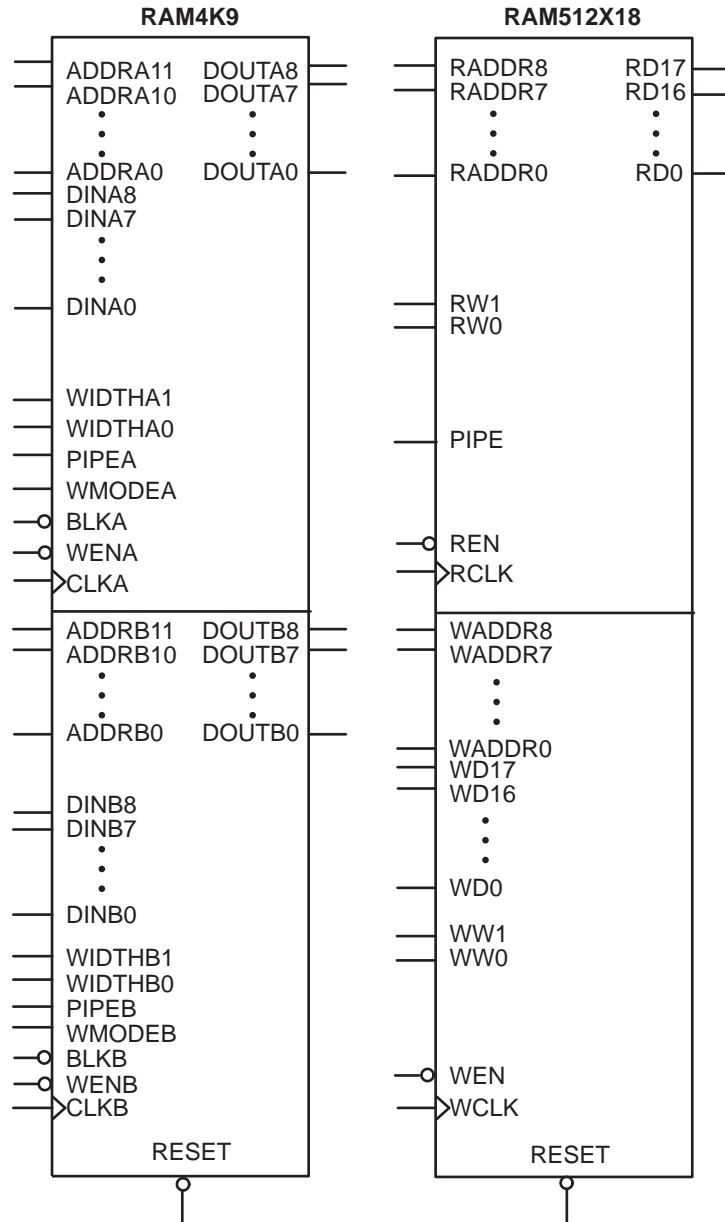 RAM4K9
ADDRA11 DOUTA8
ADDRA10 DOUTA7
ADDRA0 DOUTA0
DINA8
DINA7
DINA0
WIDTHA1
WIDTHA0
PIPEA
WMODEA
BLKA
WENA
CLKA
ADDRB11 DOUTB8
ADDRB10 DOUTB7
ADDRB0 DOUTB0
DINB8
DINB7
DINB0
WIDTHB1
WIDTHB0
PIPEB
WMODEB
BLKB
WENB
CLKB
RESET
RAM512X18
RADDR8 RD17
RADDR7 RD16
RADDR0 RD0
RW1
RW0
PIPE
REN
RCLK
WADDR8
WADDR7
WADDR0
WD17
WD16
WD0
WW1
WW0
WEN
WCLK
RESET